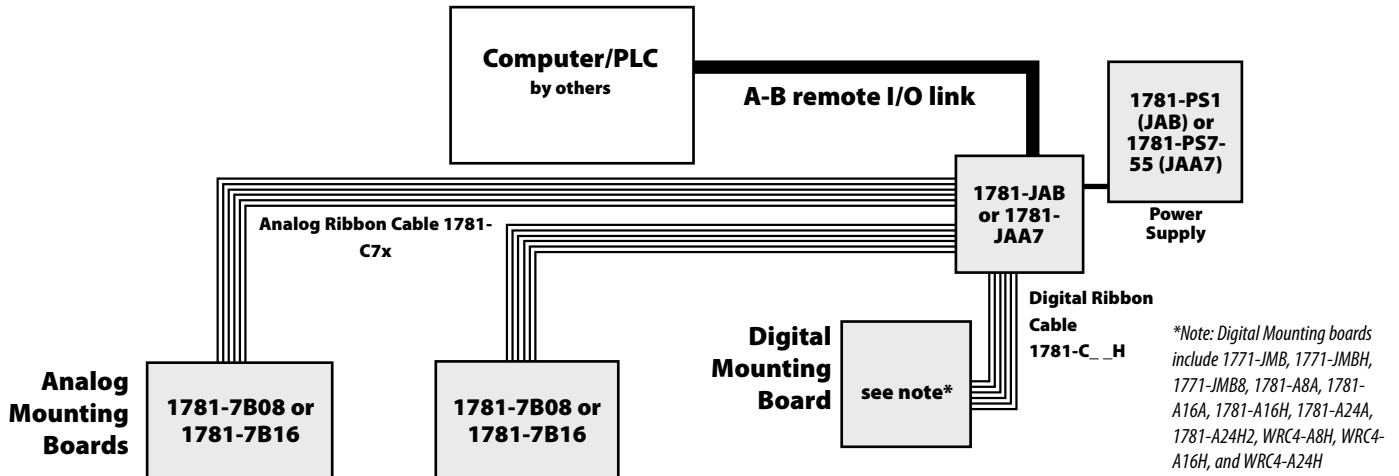 Computer/PLC
by others
A-B remote I/O link
1781-PS1
(JAB) or
1781-PS7-
55 (JAA7)
Power
Supply
1781-JAB
or 1781-
JAA7
Analog Ribbon Cable 1781-
C7x
Digital Ribbon
Cable
1781-C_ _H
Digital
Mounting
Board
see note*
*Note: Digital Mounting boards
include 1771-JMB, 1771-JMBH,
1771-JMB8, 1781-A8A, 1781-
A16A, 1781-A16H, 1781-A24A,
1781-A24H2, WRC4-A8H, WRC4-
A16H, and WRC4-A24H
Analog
Mounting
Boards
1781-7B08 or
1781-7B16
1781-7B08 or
1781-7B16